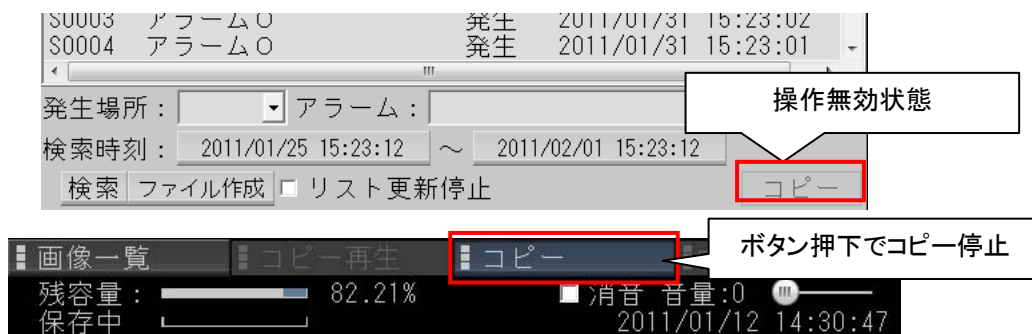 S0003 アラーム〇 発生 2011/01/31 15:23:02
S0004 アラーム〇 発生 2011/01/31 15:23:01
操作無効状態
発生場所： アラーム：
検索時刻： 2011/01/25 15:23:12 ～ 2011/02/01 15:23:12
検索 ファイル作成 リスト更新停止 コピー
ボタン押下でコピー停止
画像一覧 コピー再生 コピー
残容量： 82.21% 消音 音量:0
保存中 2011/01/12 14:30:47